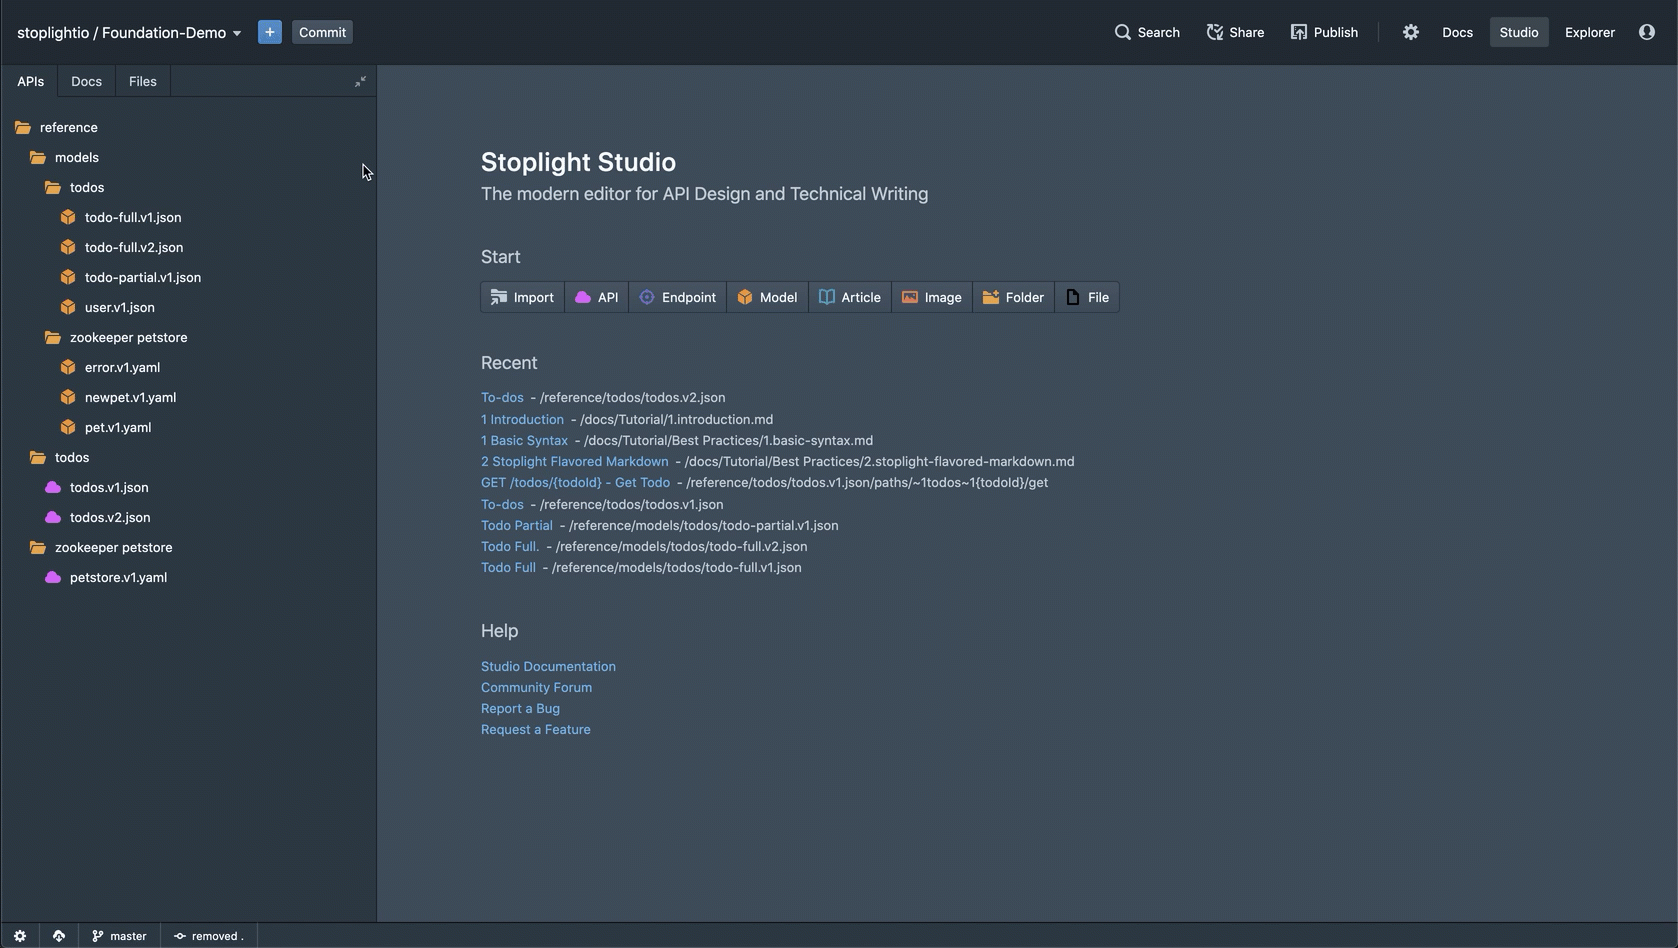 stoplightio / Foundation-Demo
+
Commit
Search
Share
Publish
Docs
Studio
Explorer
APIs
Docs
Files
reference
models
todos
todo-full.v1.json
todo-full.v2.json
todo-partial.v1.json
user.v1.json
zookeeper petstore
error.v1.yaml
newpet.v1.yaml
pet.v1.yaml
todos
todos.v1.json
todos.v2.json
zookeeper petstore
petstore.v1.yaml
Stoplight Studio
The modern editor for API Design and Technical Writing
Start
Import
API
Endpoint
Model
Article
Image
Folder
File
Recent
To-dos - /reference/todos/todos.v2.json
1 Introduction - /docs/Tutorial/1.introduction.md
1 Basic Syntax - /docs/Tutorial/Best Practices/1.basic-syntax.md
2 Stoplight Flavored Markdown - /docs/Tutorial/Best Practices/2.stoplight-flavored-markdown.md
GET /todos/{todoId} - Get Todo - /reference/todos/todos.v1.json/paths/~1todos~1{todoId}/get
To-dos - /reference/todos/todos.v1.json
Todo Partial - /reference/models/todos/todo-partial.v1.json
Todo Full. - /reference/models/todos/todo-full.v2.json
Todo Full - /reference/models/todos/todo-full.v1.json
Help
Studio Documentation
Community Forum
Report a Bug
Request a Feature
master
removed .